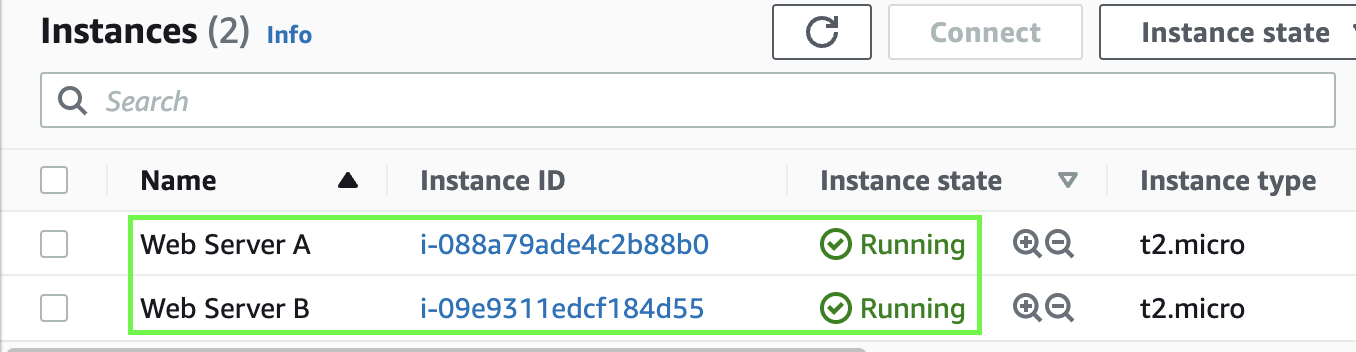 Instances (2) Info Connect Instance state
Search
Name Instance ID Instance state Instance type
Web Server A i-088a79ade4c2b88b0 Running t2.micro
Web Server B i-09e9311edcf184d55 Running t2.micro